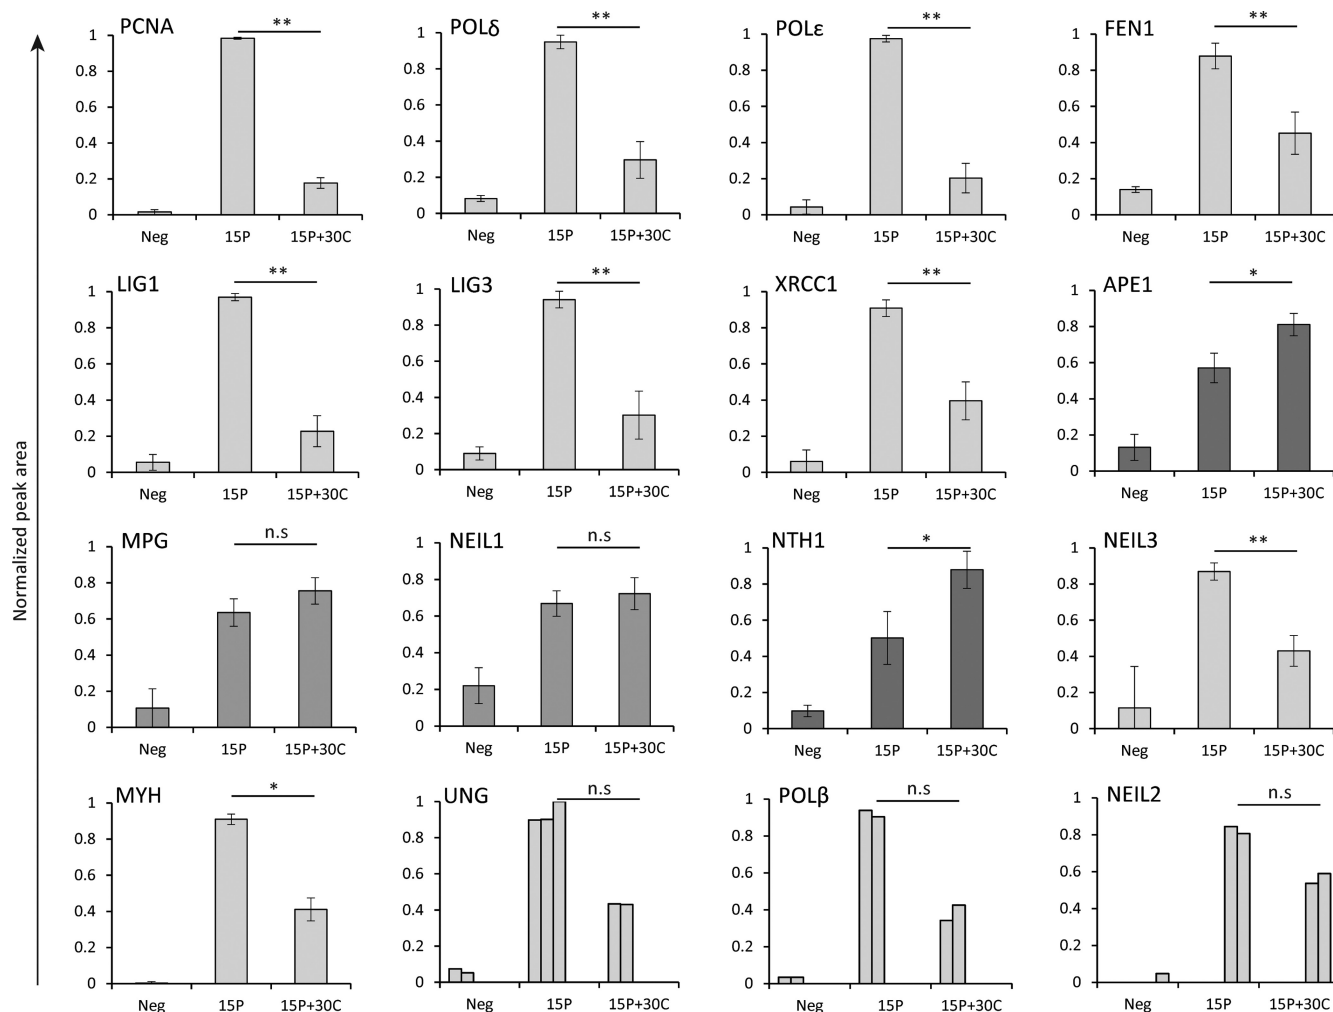 Normalized peak area
PCNA
**
1
0.8
0.6
0.4
0.2
0
Neg 15P 15P+30C
POLδ
**
1
0.8
0.6
0.4
0.2
0
Neg 15P 15P+30C
POLε
**
1
0.8
0.6
0.4
0.2
0
Neg 15P 15P+30C
FEN1
**
1
0.8
0.6
0.4
0.2
0
Neg 15P 15P+30C
LIG1
**
1
0.8
0.6
0.4
0.2
0
Neg 15P 15P+30C
LIG3
**
1
0.8
0.6
0.4
0.2
0
Neg 15P 15P+30C
XRCC1
**
1
0.8
0.6
0.4
0.2
0
Neg 15P 15P+30C
APE1
*
1
0.8
0.6
0.4
0.2
0
Neg 15P 15P+30C
MPG
n.s
1
0.8
0.6
0.4
0.2
0
Neg 15P 15P+30C
NEIL1
n.s
1
0.8
0.6
0.4
0.2
0
Neg 15P 15P+30C
NTH1
*
1
0.8
0.6
0.4
0.2
0
Neg 15P 15P+30C
NEIL3
**
1
0.8
0.6
0.4
0.2
0
Neg 15P 15P+30C
MYH
*
1
0.8
0.6
0.4
0.2
0
Neg 15P 15P+30C
UNG
n.s
1
0.8
0.6
0.4
0.2
0
Neg 15P 15P+30C
POLβ
n.s
1
0.8
0.6
0.4
0.2
0
Neg 15P 15P+30C
NEIL2
n.s
1
0.8
0.6
0.4
0.2
0
Neg 15P 15P+30C